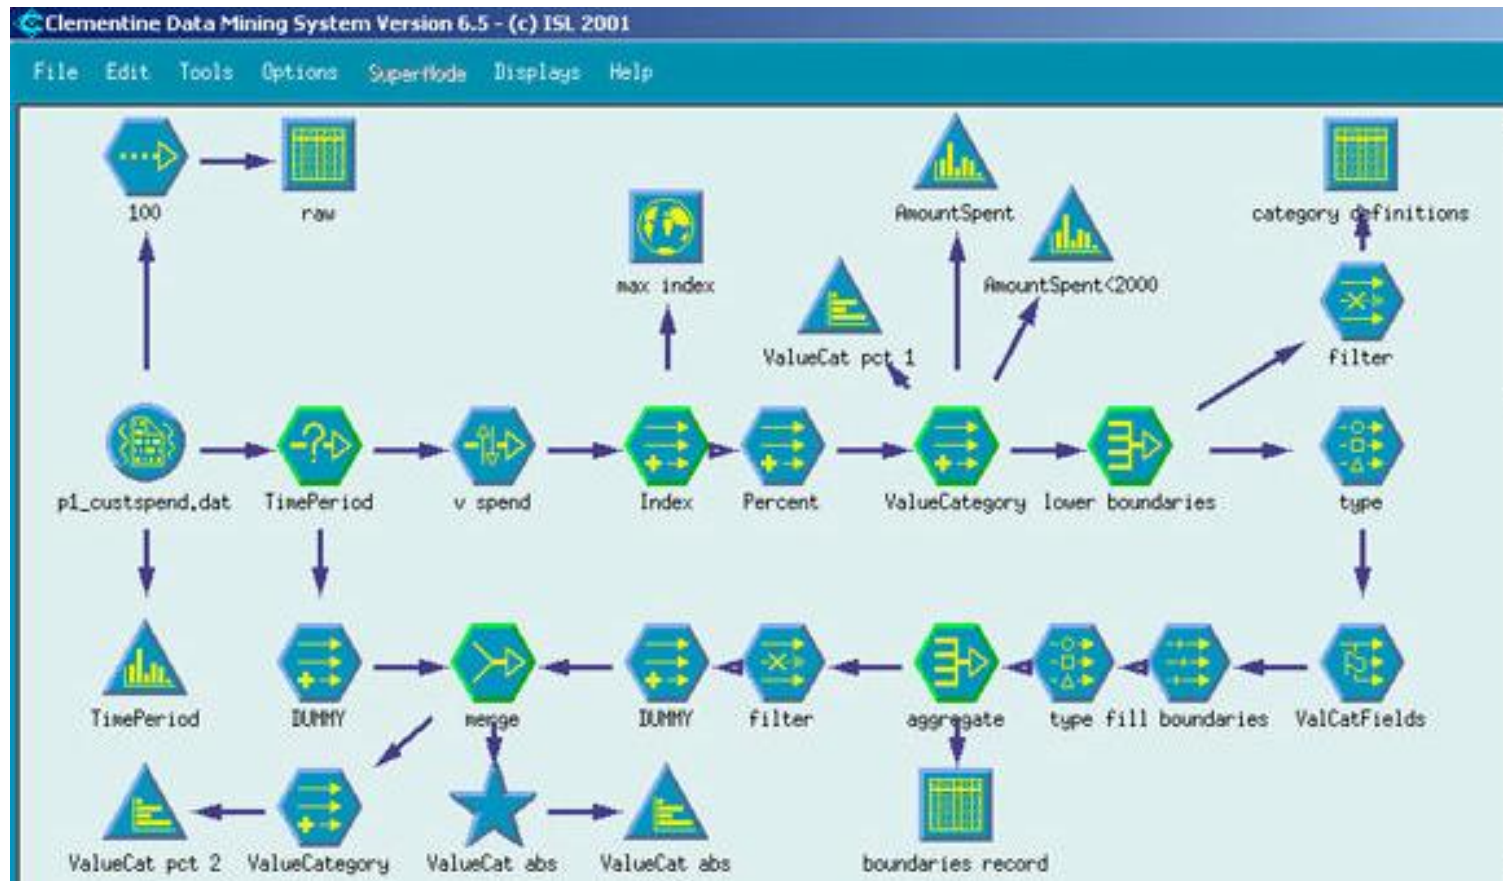 Clementine Data Mining System Version 6.5 - (c) ISL 2001
File Edit Tools Options SuperNode Displays Help
100
raw
max index
AmountSpent
AmountSpent<2000
ValueCat pct 1
category definitions
filter
p1_custspend.dat
TimePeriod
v spend
Index
Percent
ValueCategory
lower boundaries
type
TimePeriod
DUMMY
merge
DUMMY
filter
aggregate
type
fill boundaries
ValCatFields
ValueCat pct 2
ValueCategory
ValueCat abs
ValueCat abs
boundaries record